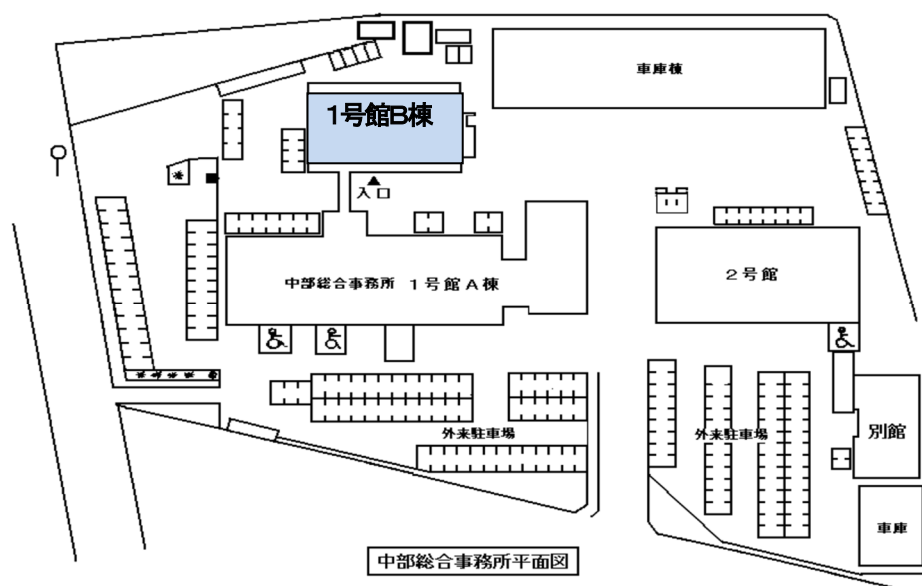 車庫棟
1号館B棟
入口
中部総合事務所 1号館A棟
2号館
外来駐車場
外来駐車場
別館
車庫
中部総合事務所平面図